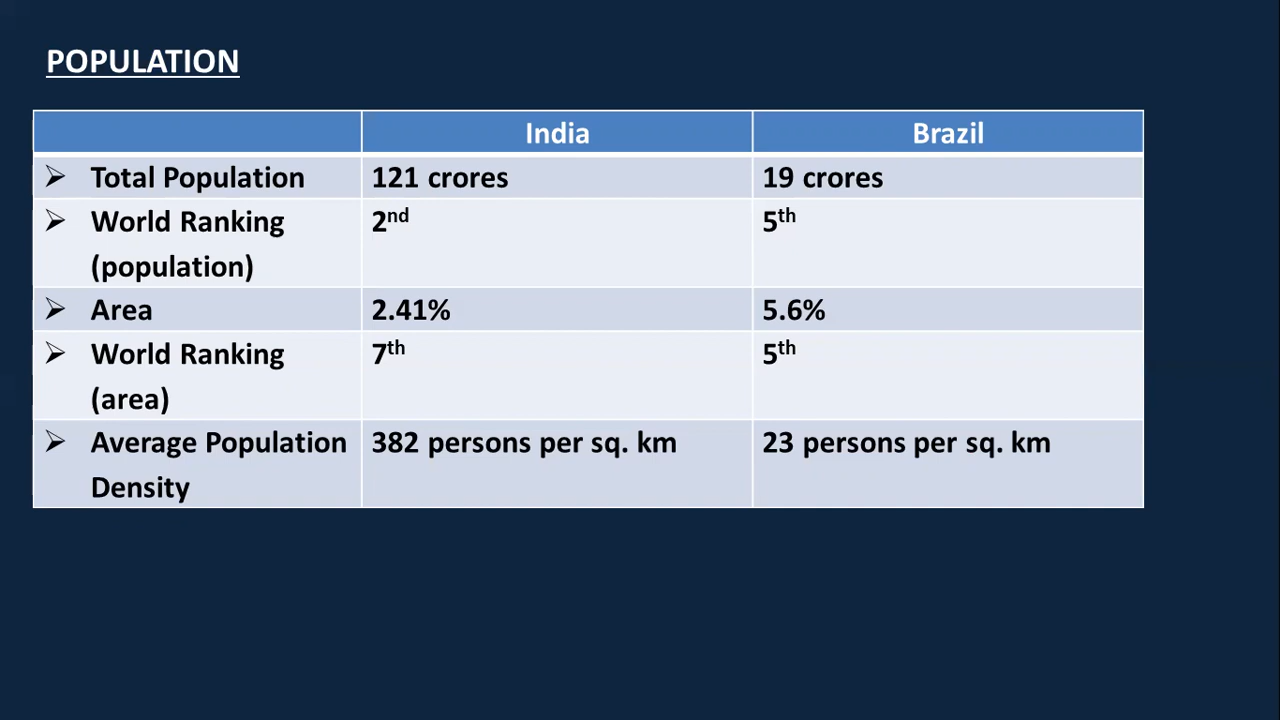 POPULATION
India Brazil
➢ Total Population 121 crores 19 crores
➢ World Ranking 2nd 5th
(population)
➢ Area 2.41% 5.6%
➢ World Ranking 7th 5th
(area)
➢ Average Population 382 persons per sq. km 23 persons per sq. km
Density